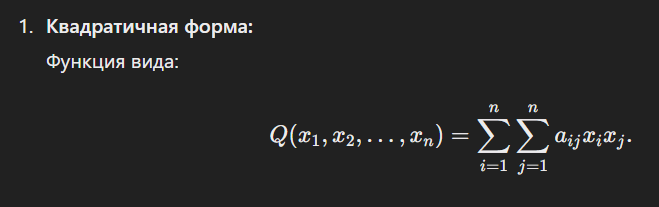 1. Квадратичная форма:
Функция вида:
Q(x₁, x₂, …, xₙ) = ∑ᵢ₌₁ⁿ ∑ⱼ₌₁ⁿ aᵢⱼxᵢxⱼ.